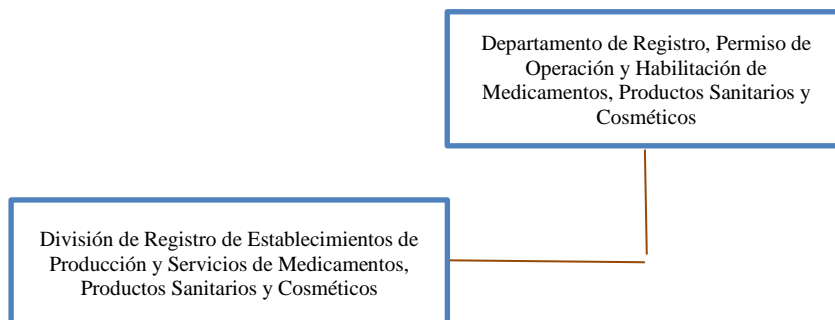 Departamento de Registro, Permiso de
Operación y Habilitación de
Medicamentos, Productos Sanitarios y
Cosméticos
División de Registro de Establecimientos de
Producción y Servicios de Medicamentos,
Productos Sanitarios y Cosméticos